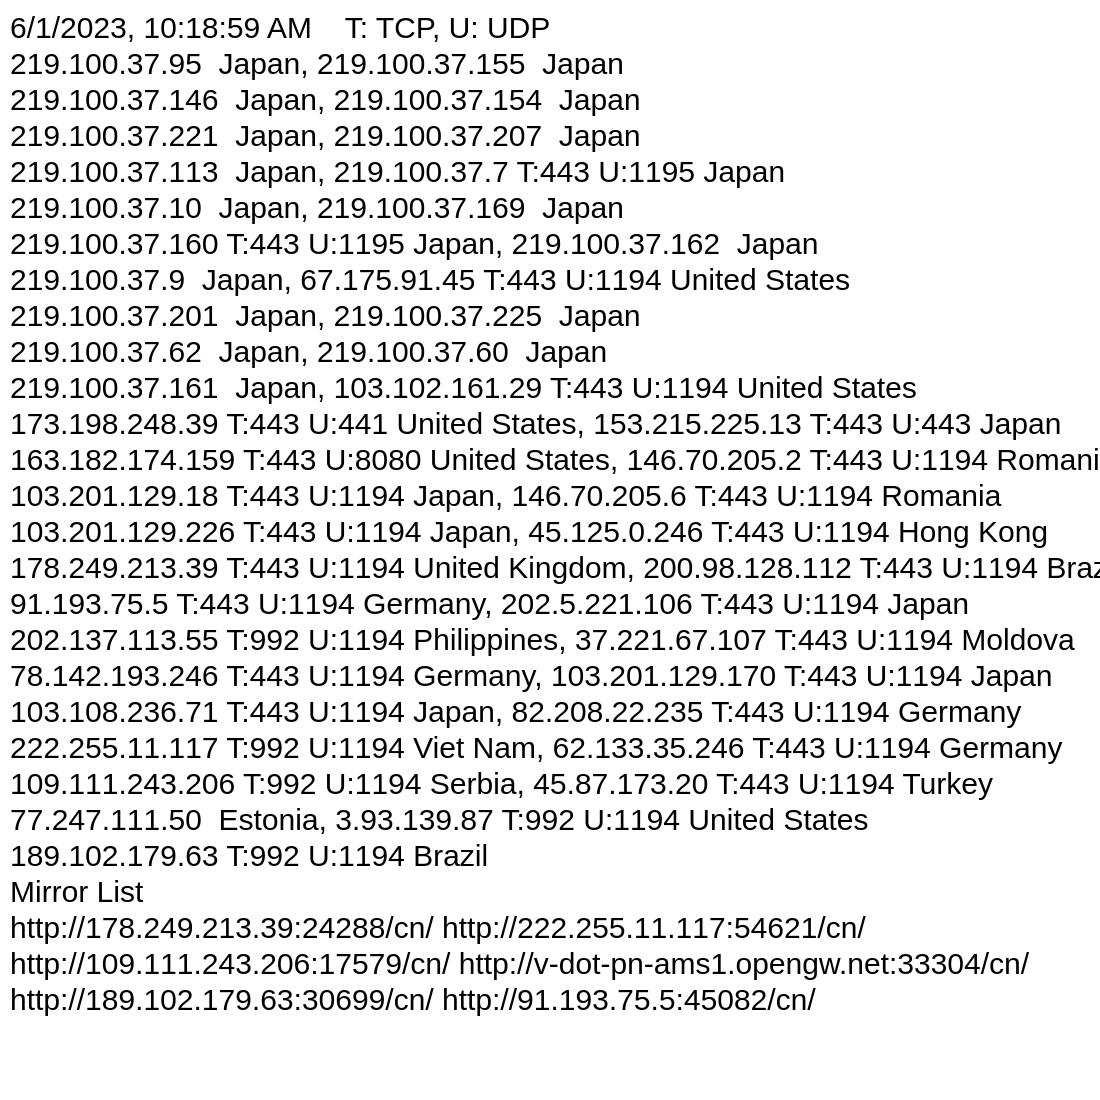 6/1/2023, 10:18:59 AM    T: TCP, U: UDP
219.100.37.95  Japan, 219.100.37.155  Japan
219.100.37.146  Japan, 219.100.37.154  Japan
219.100.37.221  Japan, 219.100.37.207  Japan
219.100.37.113  Japan, 219.100.37.7 T:443 U:1195 Japan
219.100.37.10  Japan, 219.100.37.169  Japan
219.100.37.160 T:443 U:1195 Japan, 219.100.37.162  Japan
219.100.37.9  Japan, 67.175.91.45 T:443 U:1194 United States
219.100.37.201  Japan, 219.100.37.225  Japan
219.100.37.62  Japan, 219.100.37.60  Japan
219.100.37.161  Japan, 103.102.161.29 T:443 U:1194 United States
173.198.248.39 T:443 U:441 United States, 153.215.225.13 T:443 U:443 Japan
163.182.174.159 T:443 U:8080 United States, 146.70.205.2 T:443 U:1194 Romani
103.201.129.18 T:443 U:1194 Japan, 146.70.205.6 T:443 U:1194 Romania
103.201.129.226 T:443 U:1194 Japan, 45.125.0.246 T:443 U:1194 Hong Kong
178.249.213.39 T:443 U:1194 United Kingdom, 200.98.128.112 T:443 U:1194 Braz
91.193.75.5 T:443 U:1194 Germany, 202.5.221.106 T:443 U:1194 Japan
202.137.113.55 T:992 U:1194 Philippines, 37.221.67.107 T:443 U:1194 Moldova
78.142.193.246 T:443 U:1194 Germany, 103.201.129.170 T:443 U:1194 Japan
103.108.236.71 T:443 U:1194 Japan, 82.208.22.235 T:443 U:1194 Germany
222.255.11.117 T:992 U:1194 Viet Nam, 62.133.35.246 T:443 U:1194 Germany
109.111.243.206 T:992 U:1194 Serbia, 45.87.173.20 T:443 U:1194 Turkey
77.247.111.50  Estonia, 3.93.139.87 T:992 U:1194 United States
189.102.179.63 T:992 U:1194 Brazil
Mirror List
http://178.249.213.39:24288/cn/ http://222.255.11.117:54621/cn/
http://109.111.243.206:17579/cn/ http://v-dot-pn-ams1.opengw.net:33304/cn/
http://189.102.179.63:30699/cn/ http://91.193.75.5:45082/cn/